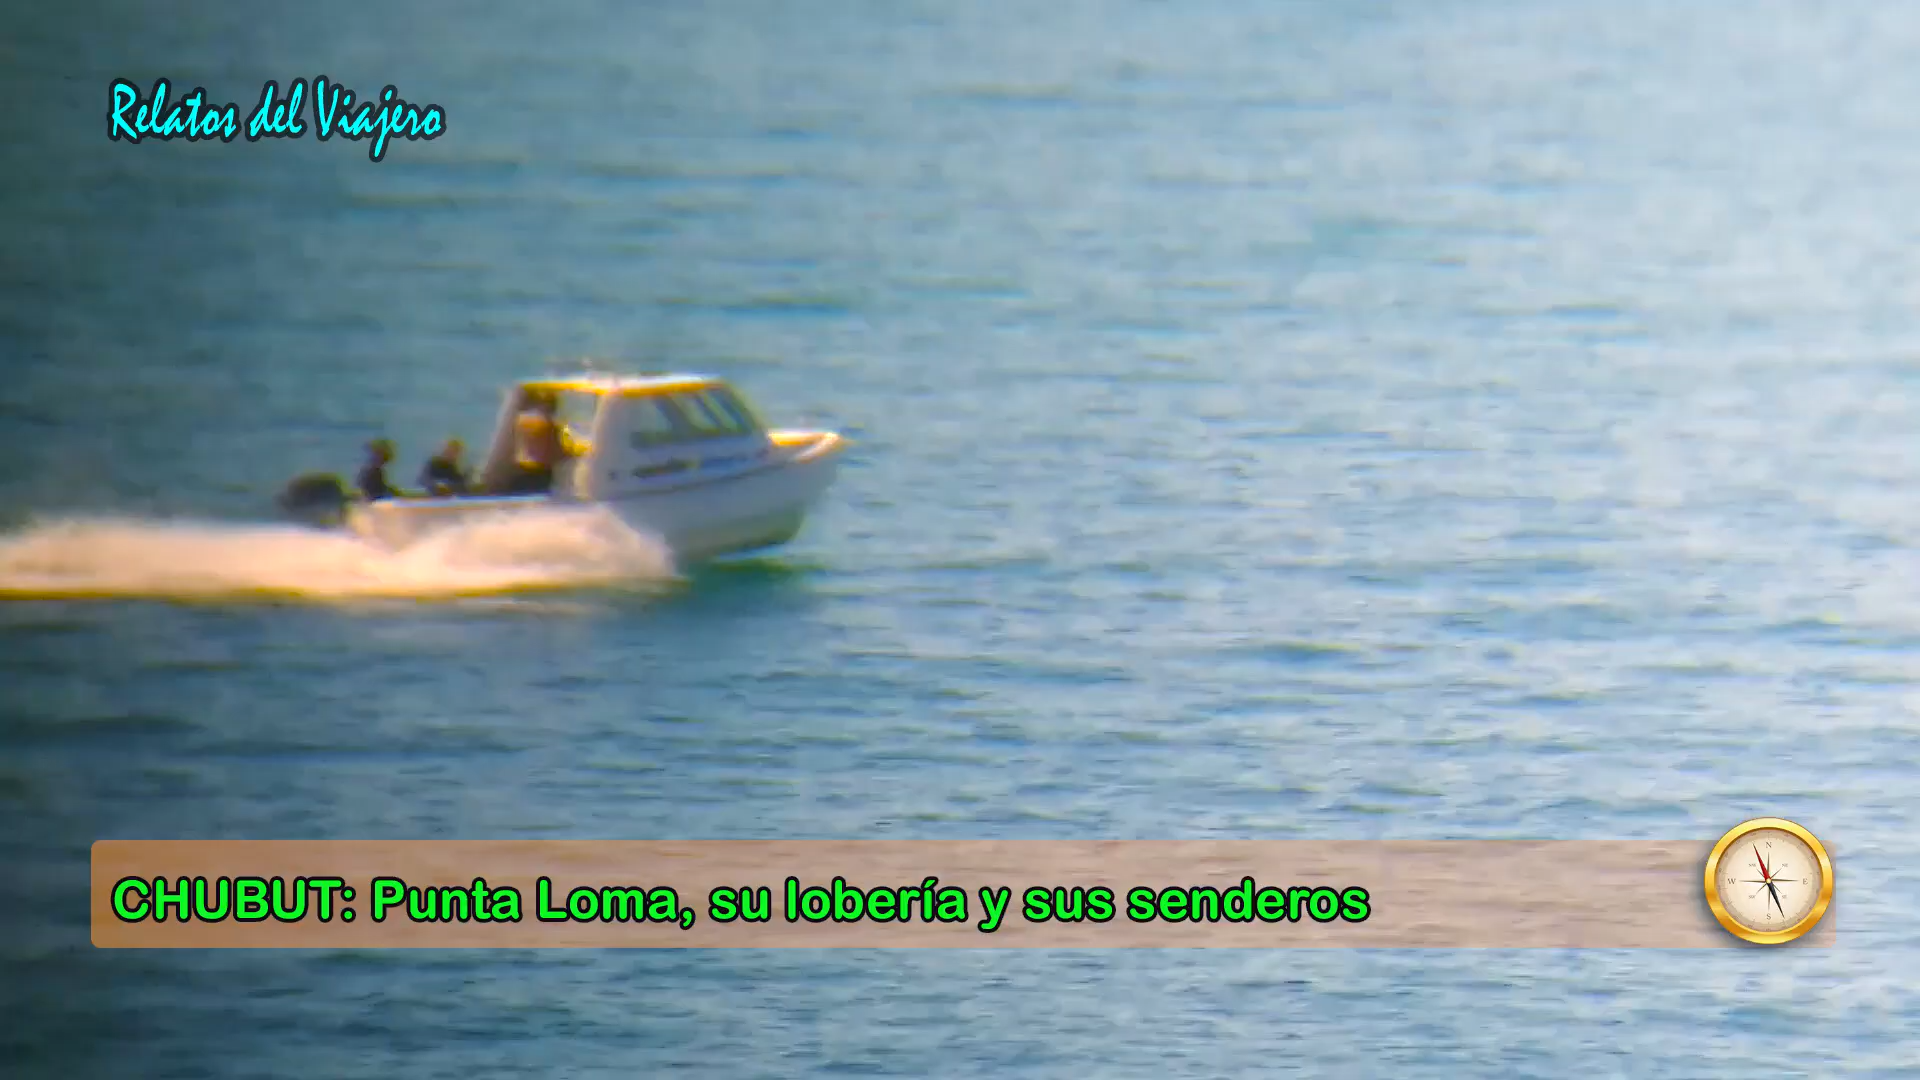 Relatos del Viajero
CHUBUT: Punta Loma, su lobería y sus senderos